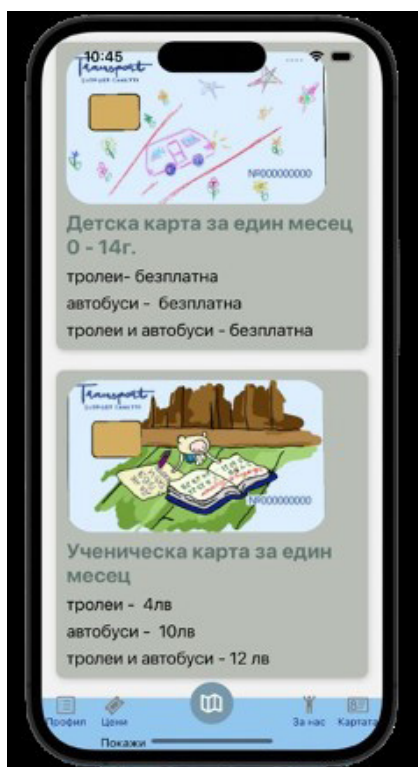 10:45
Transport
№000000000
Детска карта за един месец
0 - 14г.
тролеи- безплатна
автобуси - безплатна
тролеи и автобуси - безплатна
Transport
№000000000
Ученическа карта за един
месец
тролеи - 4лв
автобуси - 10лв
тролеи и автобуси - 12 лв
Профил Цени За нас Картата
Покажи